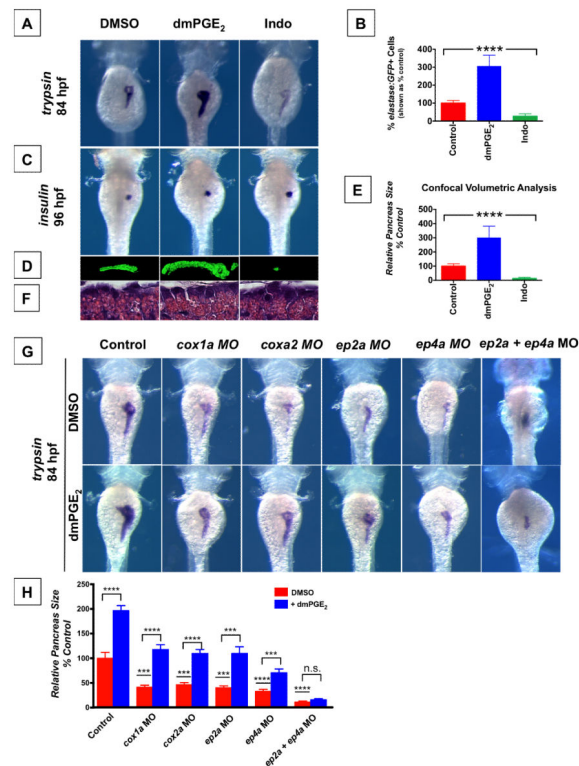 A
DMSO
dmPGE2
Indo
trypsin
84 hpf
B
% elastase:GFP+ Cells
(shown as % control)
****
400
300
200
100
0
Control
dmPGE2
Indo
C
insulin
96 hpf
D
F
E
Confocal Volumetric Analysis
Relative Pancreas Size
% Control
****
400
300
200
100
0
Control
dmPGE2
Indo
G
Control
cox1a MO
coxa2 MO
ep2a MO
ep4a MO
ep2a + ep4a MO
trypsin
84 hpf
DMSO
dmPGE2
H
Relative Pancreas Size
% Control
250
200
150
100
50
0
DMSO
+ dmPGE2
****
****
****
***
***
n.s.
***
***
***
****
****
Control
cox1a MO
cox2a MO
ep2a MO
ep4a MO
ep2a + ep4a MO